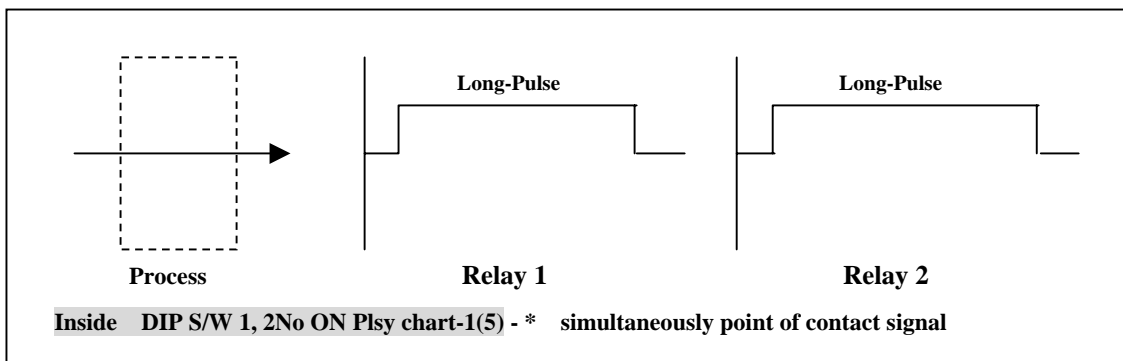 Long-Pulse Long-Pulse
Process Relay 1 Relay 2
Inside DIP S/W 1, 2No ON Plsy chart-1(5) - * simultaneously point of contact signal